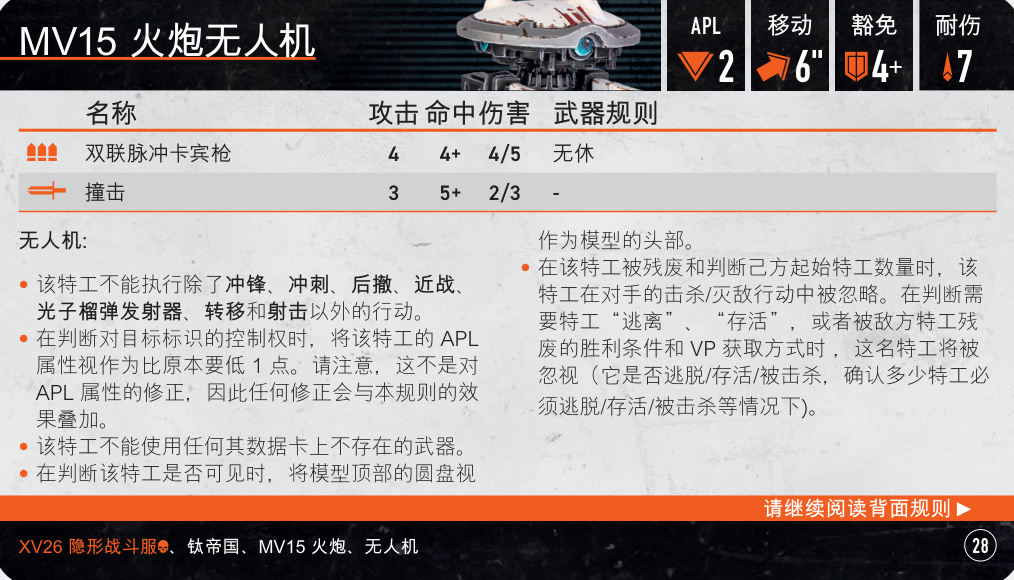 MV15 火炮无人机
APL 移动 豁免 耐伤
2 6" 4+ 7
名称 攻击 命中 伤害 武器规则
双联脉冲卡宾枪 4 4+ 4/5 无休
撞击 3 5+ 2/3 -
无人机:
● 该特工不能执行除了冲锋、冲刺、后撤、近战、
光子榴弹发射器、转移和射击以外的行动。
● 在判断对目标标识的控制权时，将该特工的 APL
属性视作为比原本要低 1 点。请注意，这不是对
APL 属性的修正，因此任何修正会与本规则的效
果叠加。
● 该特工不能使用任何其数据卡上不存在的武器。
● 在判断该特工是否可见时，将模型顶部的圆盘视
作为模型的头部。
● 在该特工被残废和判断己方起始特工数量时，该
特工在对手的击杀/灭敌行动中被忽略。在判断需
要特工“逃离”、“存活”，或者被敌方特工残
废的胜利条件和 VP 获取方式时 ，这名特工将被
忽视（它是否逃脱/存活/被击杀，确认多少特工必
须逃脱/存活/被击杀等情况下)。
请继续阅读背面规则 ▶
XV26 隐形战斗服、钛帝国、MV15 火炮、无人机
28